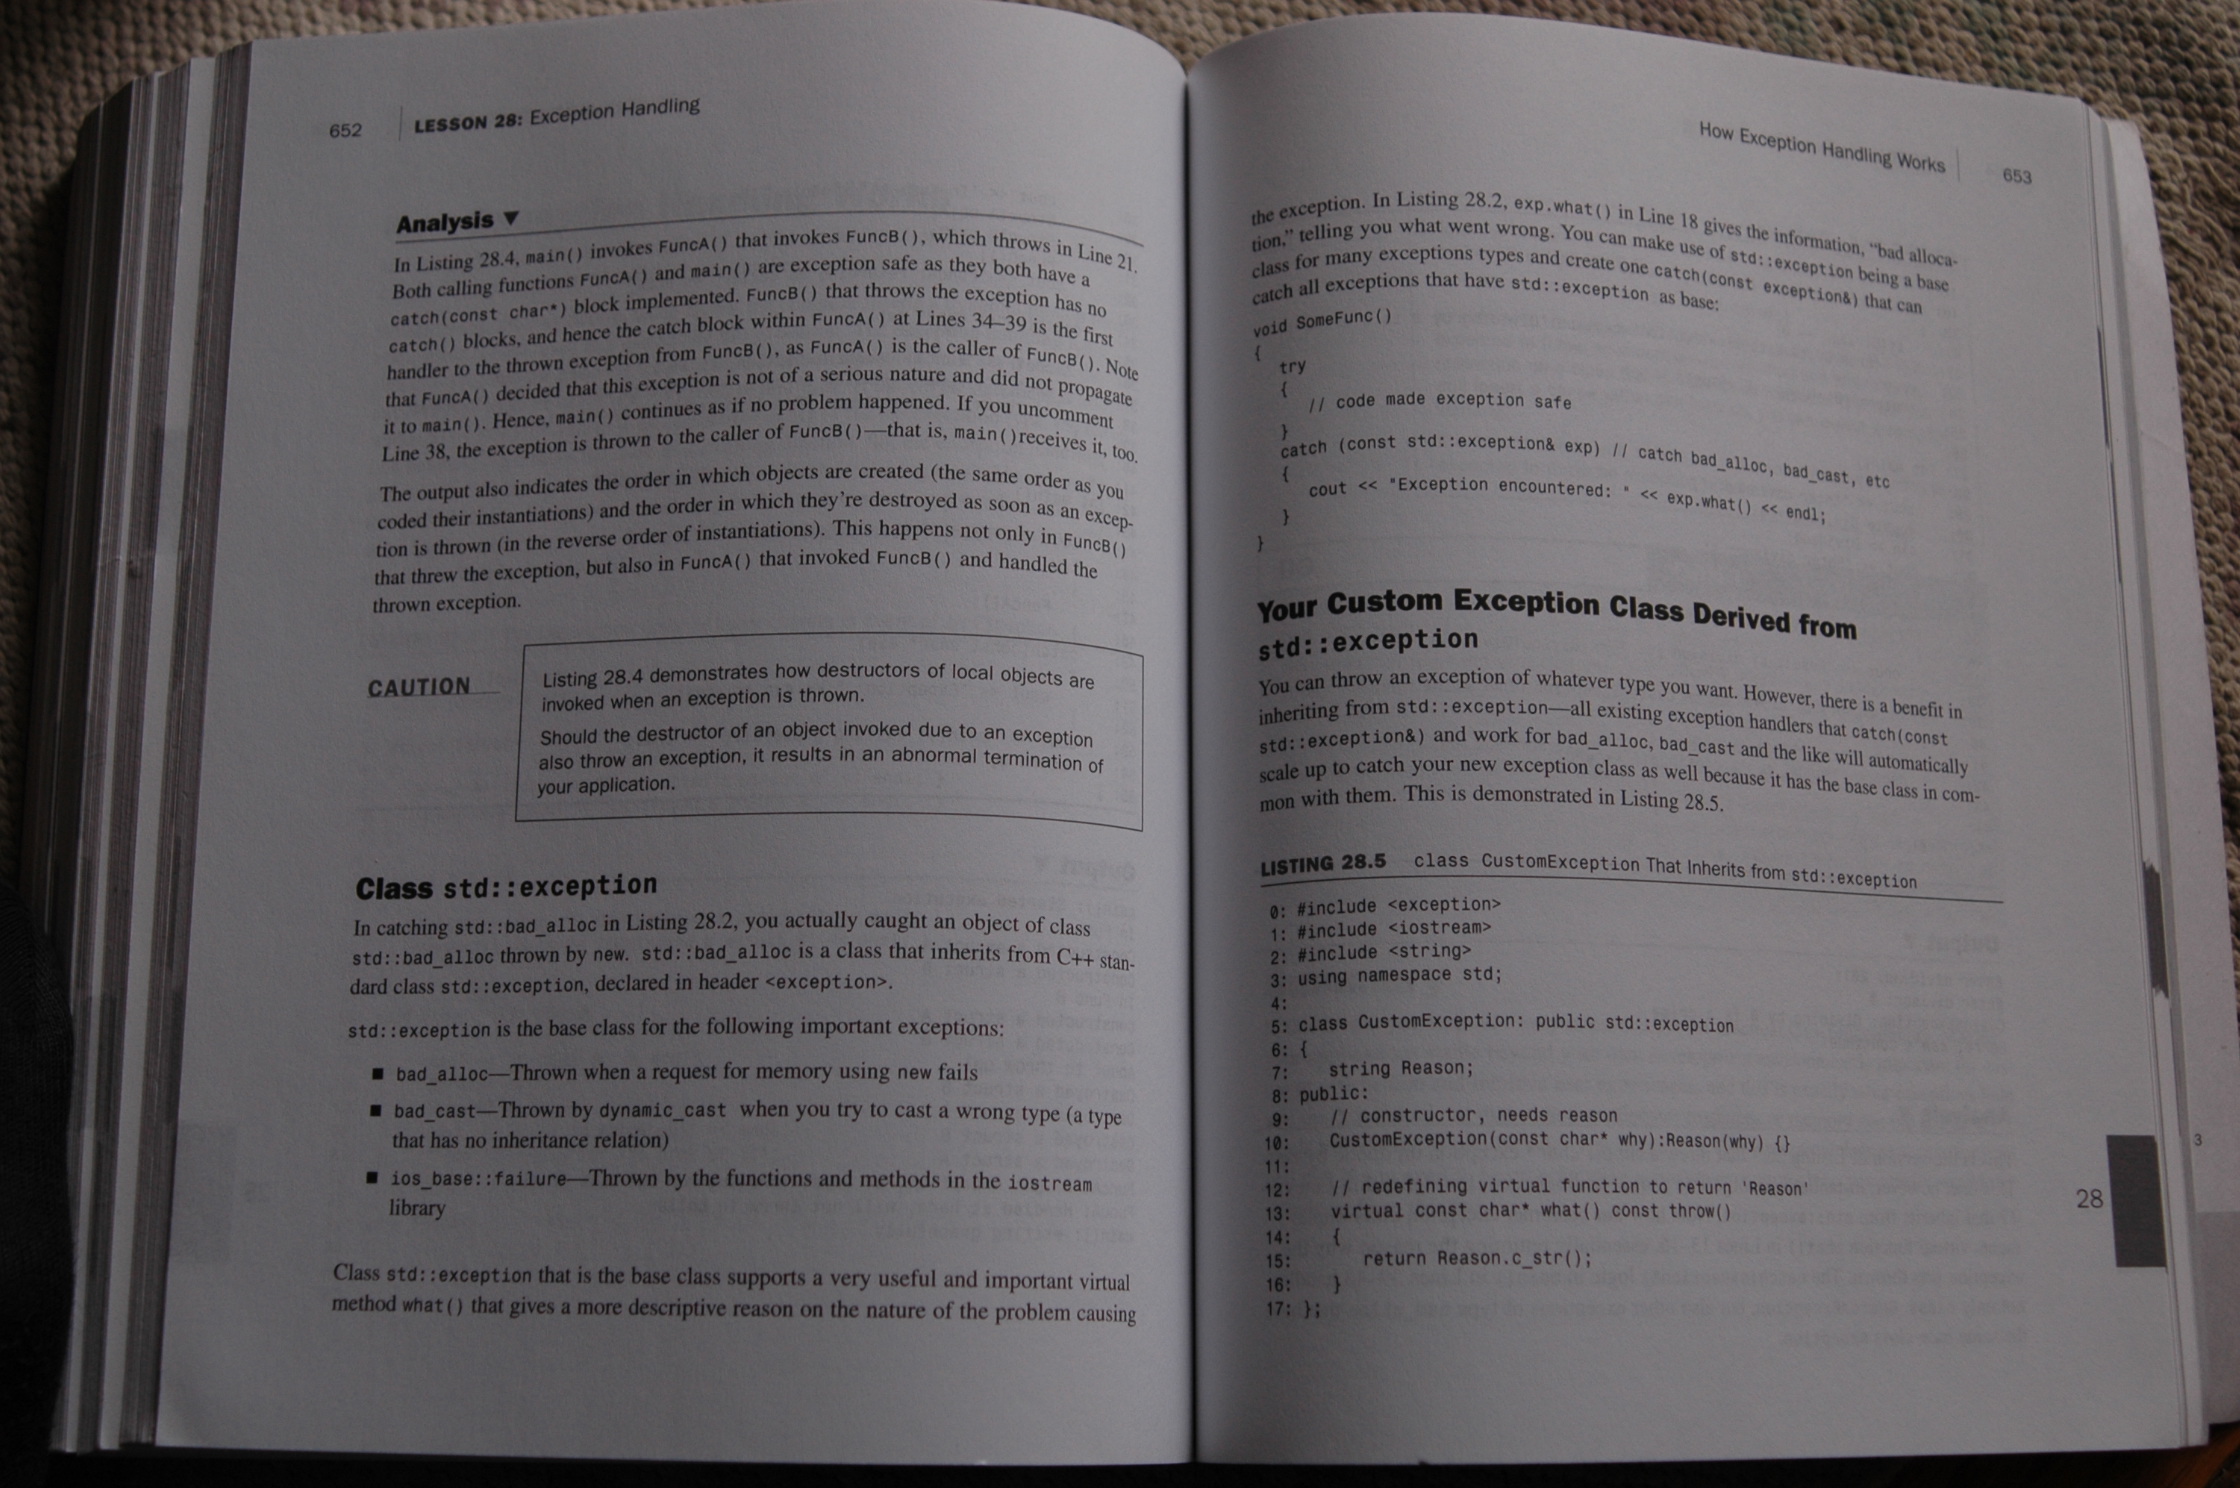 652 | LESSON 28: Exception Handling
Analysis ▼
In Listing 28.4, main() invokes FuncA() that invokes FuncB(), which throws in Line 21.
Both calling functions FuncA() and main() are exception safe as they both have a
catch(const char*) block implemented. FuncB() that throws the exception has no
catch() blocks, and hence the catch block within FuncA() at Lines 34–39 is the first
handler to the thrown exception from FuncB(), as FuncA() is the caller of FuncB(). Note
that FuncA() decided that this exception is not of a serious nature and did not propagate
it to main(). Hence, main() continues as if no problem happened. If you uncomment
Line 38, the exception is thrown to the caller of FuncB()—that is, main()receives it, too.
The output also indicates the order in which objects are created (the same order as you
coded their instantiations) and the order in which they're destroyed as soon as an excep-
tion is thrown (in the reverse order of instantiations). This happens not only in FuncB()
that threw the exception, but also in FuncA() that invoked FuncB() and handled the
thrown exception.
CAUTION
Listing 28.4 demonstrates how destructors of local objects are
invoked when an exception is thrown.
Should the destructor of an object invoked due to an exception
also throw an exception, it results in an abnormal termination of
your application.
Class std::exception
In catching std::bad_alloc in Listing 28.2, you actually caught an object of class
std::bad_alloc thrown by new. std::bad_alloc is a class that inherits from C++ stan-
dard class std::exception, declared in header <exception>.
std::exception is the base class for the following important exceptions:
■ bad_alloc—Thrown when a request for memory using new fails
■ bad_cast—Thrown by dynamic_cast when you try to cast a wrong type (a type
that has no inheritance relation)
■ ios_base::failure—Thrown by the functions and methods in the iostream
library
Class std::exception that is the base class supports a very useful and important virtual
method what() that gives a more descriptive reason on the nature of the problem causing
How Exception Handling Works | 653
the exception. In Listing 28.2, exp.what() in Line 18 gives the information, “bad alloca-
tion,” telling you what went wrong. You can make use of std::exception being a base
class for many exceptions types and create one catch(const exception&) that can
catch all exceptions that have std::exception as base:
void SomeFunc()
{
try
{
// code made exception safe
}
catch (const std::exception& exp) // catch bad_alloc, bad_cast, etc
{
cout << "Exception encountered: " << exp.what() << endl;
}
}
Your Custom Exception Class Derived from
std::exception
You can throw an exception of whatever type you want. However, there is a benefit in
inheriting from std::exception—all existing exception handlers that catch(const
std::exception&) and work for bad_alloc, bad_cast and the like will automatically
scale up to catch your new exception class as well because it has the base class in com-
mon with them. This is demonstrated in Listing 28.5.
LISTING 28.5 class CustomException That Inherits from std::exception
0: #include <exception>
1: #include <iostream>
2: #include <string>
3: using namespace std;
4:
5: class CustomException: public std::exception
6: {
7: string Reason;
8: public:
9: // constructor, needs reason
10: CustomException(const char* why):Reason(why) {}
11:
12: // redefining virtual function to return 'Reason'
13: virtual const char* what() const throw()
14: {
15: return Reason.c_str();
16: }
17: };
28
3